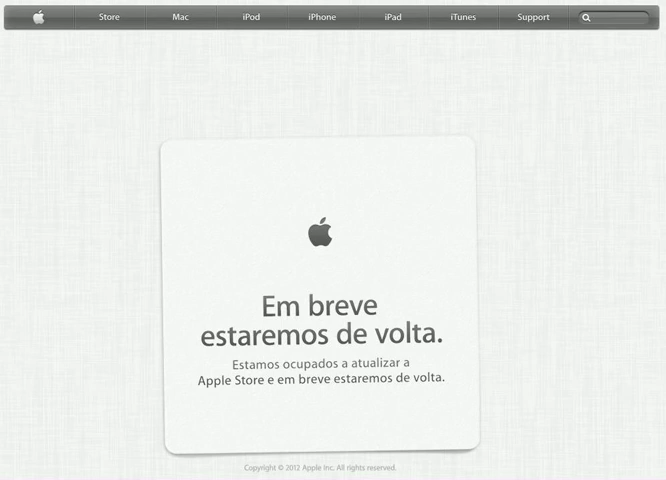 Store Mac iPod iPhone iPad iTunes Support
Em breve
estaremos de volta.
Estamos ocupados a atualizar a
Apple Store e em breve estaremos de volta.
Copyright © 2012 Apple Inc. All rights reserved.